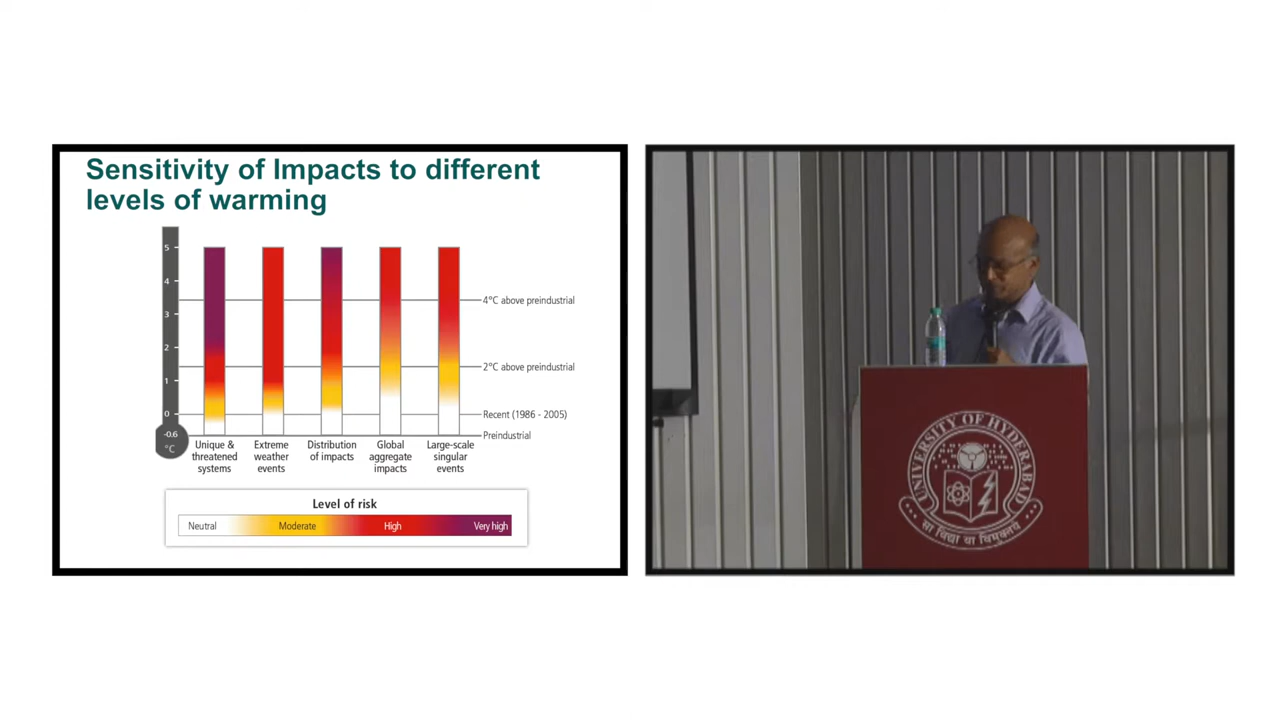 Sensitivity of Impacts to different
levels of warming
5
4
3
2
1
0
-0.6
°C
4°C above preindustrial
2°C above preindustrial
Recent (1986 - 2005)
Preindustrial
Unique &
threatened
systems
Extreme
weather
events
Distribution
of impacts
Global
aggregate
impacts
Large-scale
singular
events
Level of risk
Neutral Moderate High Very high
UNIVERSITY OF HYDERABAD
सा विद्या या विमुक्तये